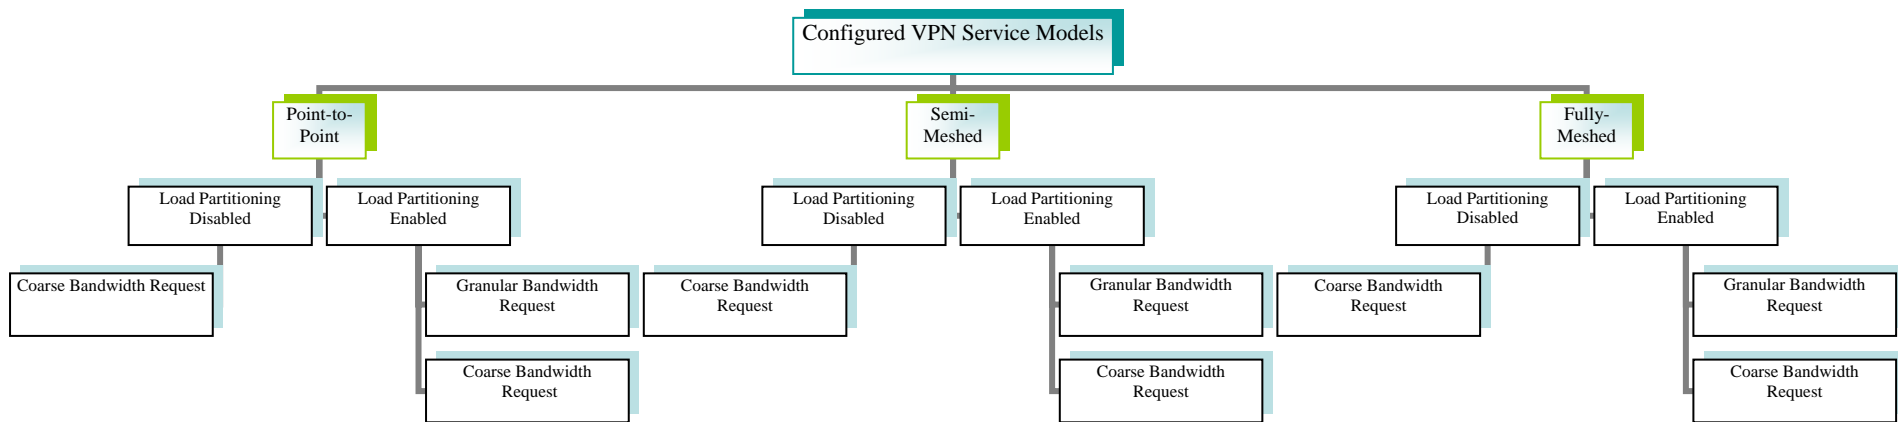 Configured VPN Service Models
Point-to-
Point
Semi-
Meshed
Fully-
Meshed
Load Partitioning
Disabled
Load Partitioning
Enabled
Load Partitioning
Disabled
Load Partitioning
Enabled
Load Partitioning
Disabled
Load Partitioning
Enabled
Coarse Bandwidth Request
Granular Bandwidth
Request
Coarse Bandwidth
Request
Granular Bandwidth
Request
Coarse Bandwidth
Request
Granular Bandwidth
Request
Coarse Bandwidth
Request
Coarse Bandwidth
Request
Coarse Bandwidth
Request